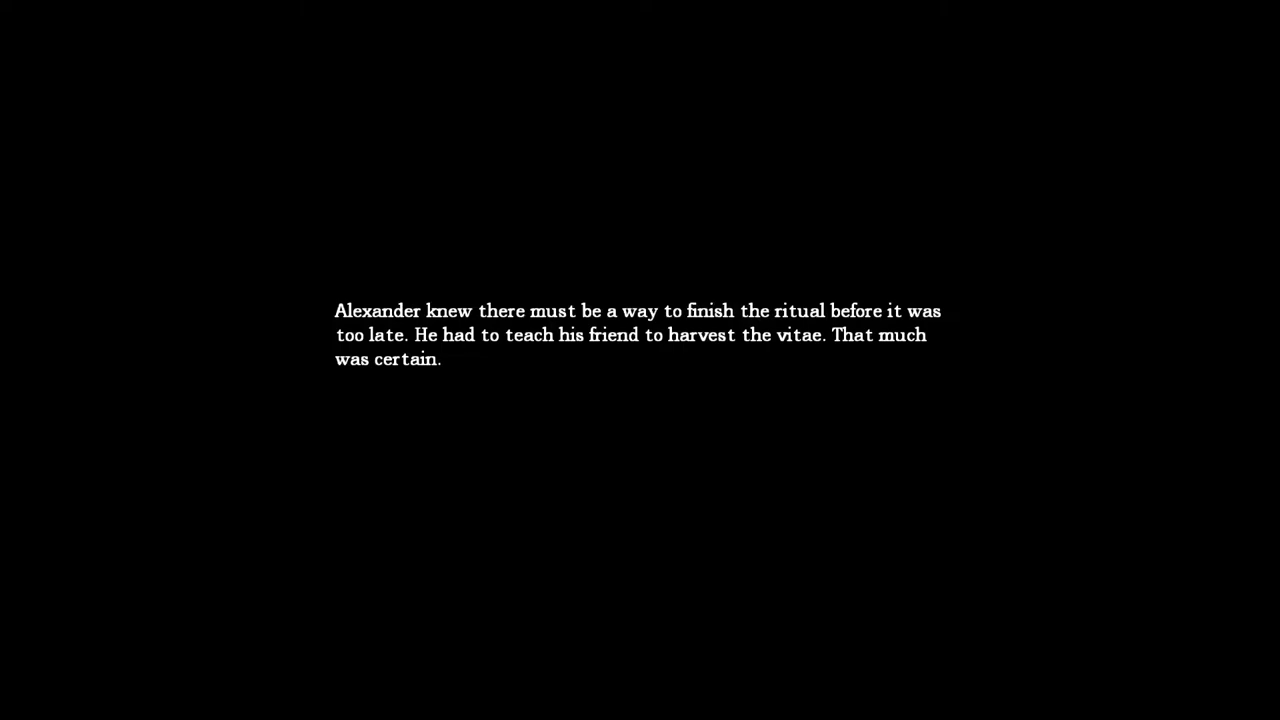 Alexander knew there must be a way to finish the ritual before it was
too late. He had to teach his friend to harvest the vitae. That much
was certain.